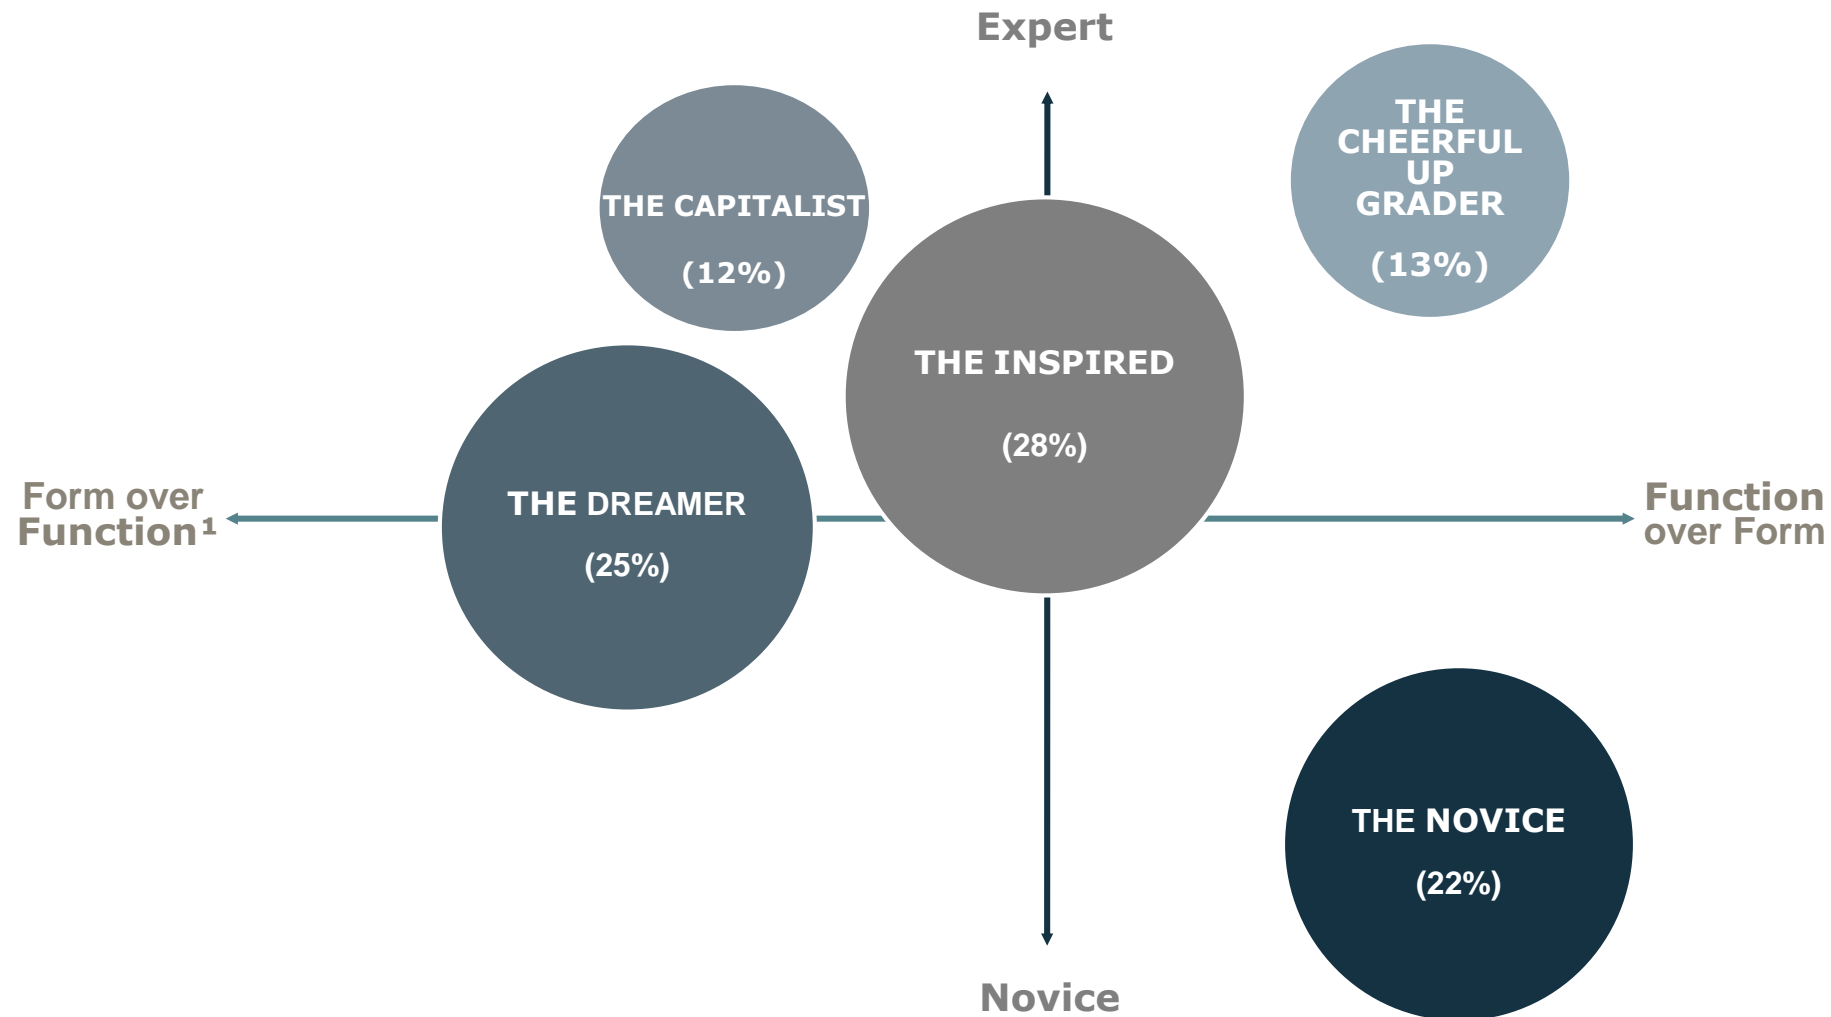 Expert
THE
CHEERFUL
UP
GRADER
(13%)
THE CAPITALIST
(12%)
THE INSPIRED
(28%)
Form over
Function¹
THE DREAMER
(25%)
Function
over Form
THE NOVICE
(22%)
Novice